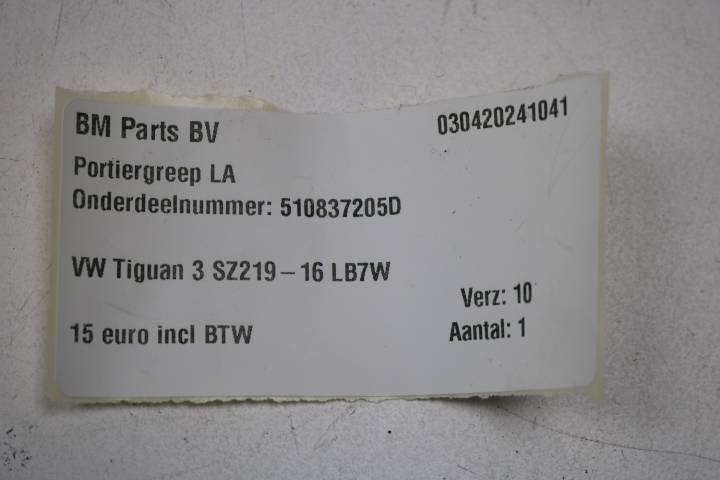 BM Parts BV
030420241041
Portiergreep LA
Onderdeelnummer: 510837205D
VW Tiguan 3 SZ219-16 LB7W
Verz: 10
15 euro incl BTW
Aantal: 1